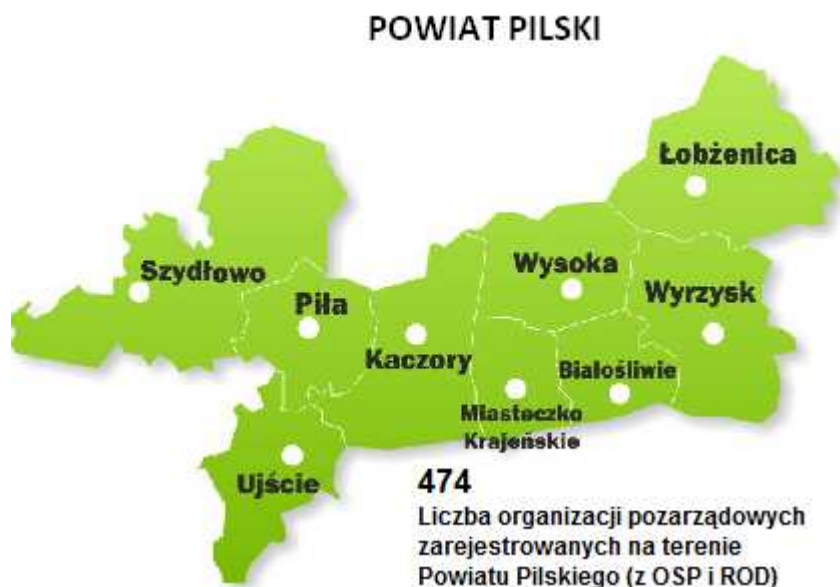 POWIAT PILSKI
Łobżenica
Szydłowo
Wysoka
Piła
Wyrzysk
Kaczory
Białośliwie
Miasteczko
Krajeńskie
Ujście
474
Liczba organizacji pozarządowych
zarejestrowanych na terenie
Powiatu Pilskiego (z OSP i ROD)